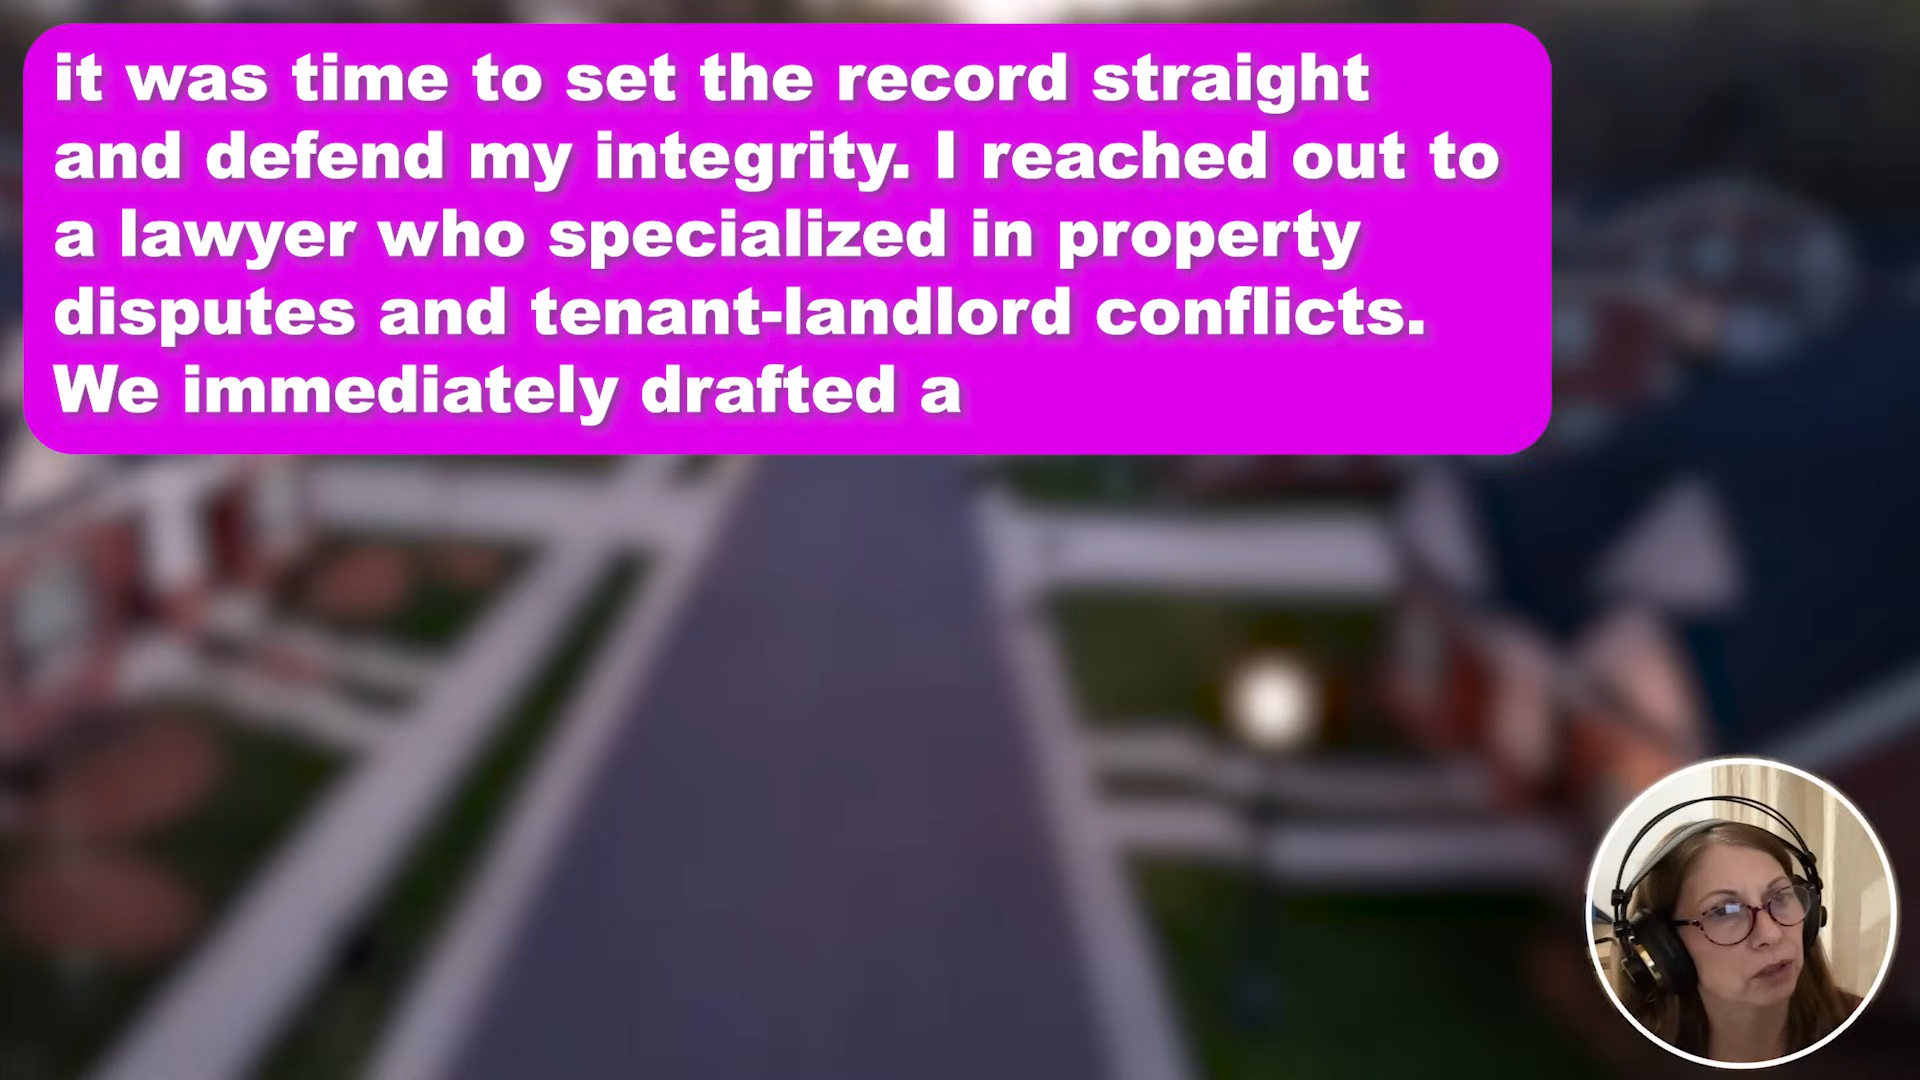 it was time to set the record straight
and defend my integrity. I reached out to
a lawyer who specialized in property
disputes and tenant-landlord conflicts.
We immediately drafted a